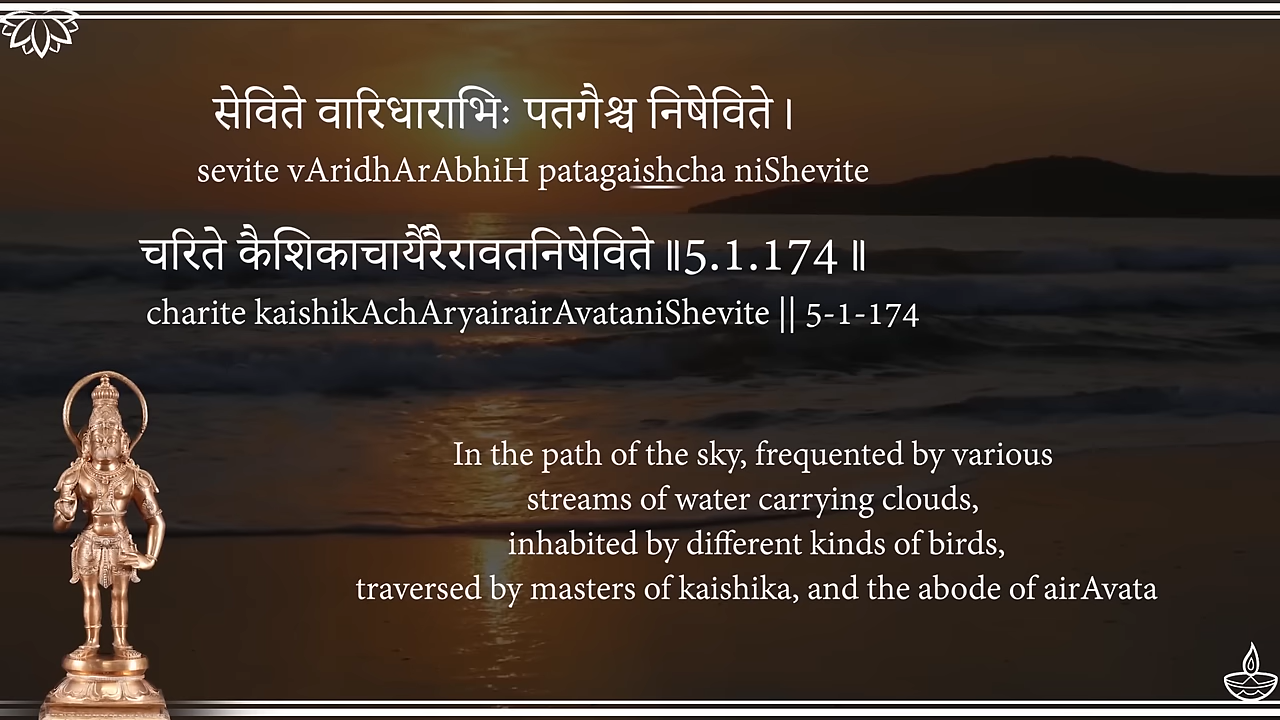 सेविते वारिधाराभिः पतगैश्च निषेविते ।
sevite vAridhArAbhiH patagaishcha niShevite
चरिते कैशिकाचार्यैरैरावतनिषेविते ॥5.1.174॥
charite kaishikAchAryairairAvataniShevite || 5-1-174
In the path of the sky, frequented by various
streams of water carrying clouds,
inhabited by different kinds of birds,
traversed by masters of kaishika, and the abode of airAvata